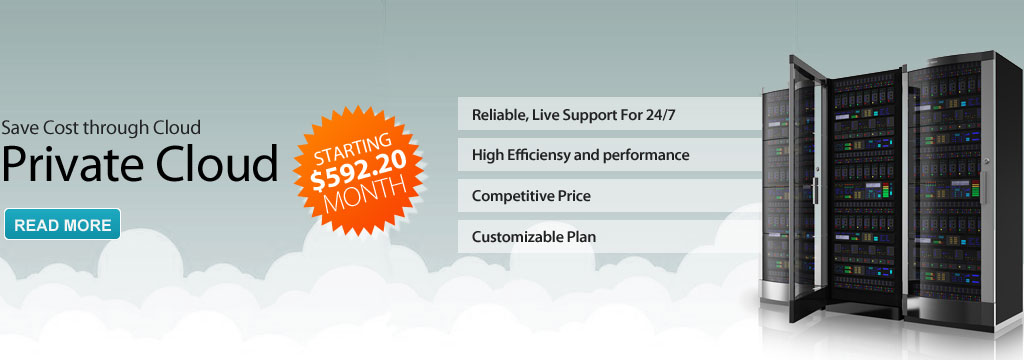 Save Cost through Cloud
Private Cloud
READ MORE
STARTING
$592.20
MONTH
Reliable, Live Support For 24/7
High Efficiensy and performance
Competitive Price
Customizable Plan